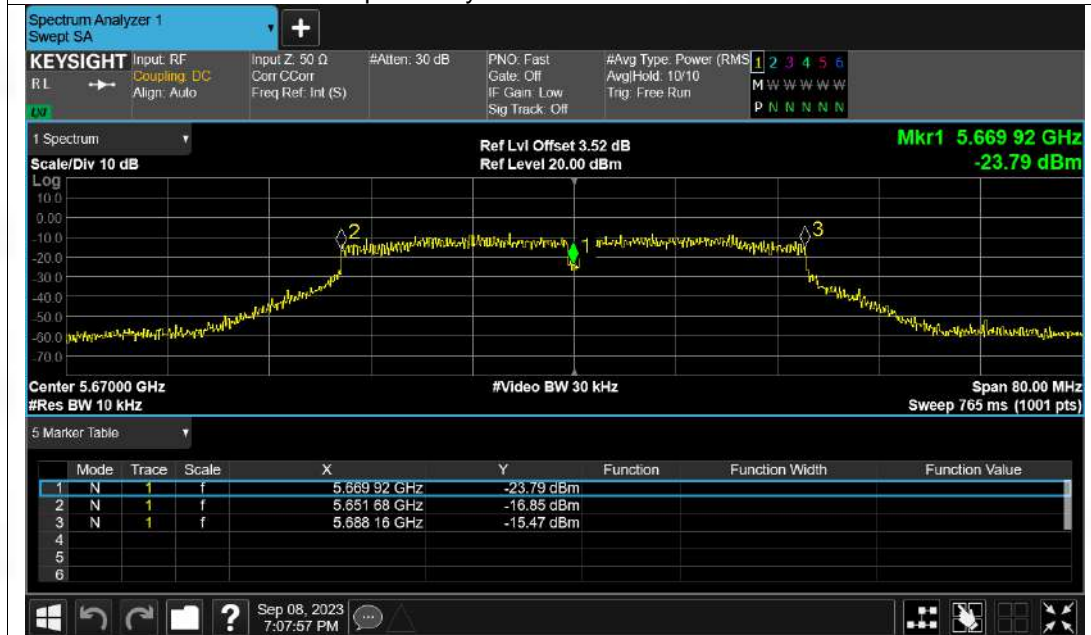 Spectrum Analyzer 1
Swept SA
+
KEYSIGHT Input: RF Input Z: 50 Ω #Atten: 30 dB PNO: Fast #Avg Type: Power (RMS 1 2 3 4 5 6
RL Coupling: DC Corr CCorr Gate: Off Avg|Hold: 10/10 M W W W W W
Align: Auto Freq Ref: Int (S) IF Gain: Low Trig: Free Run
LXI Sig Track: Off P N N N N N
1 Spectrum Ref Lvl Offset 3.52 dB Mkr1 5.669 92 GHz
Scale/Div 10 dB Ref Level 20.00 dBm -23.79 dBm
Log
10.0
0.00
-10.0
-20.0
-30.0
-40.0
-50.0
-60.0
-70.0
2
1
3
Center 5.67000 GHz #Video BW 30 kHz Span 80.00 MHz
#Res BW 10 kHz Sweep 765 ms (1001 pts)
5 Marker Table
Mode Trace Scale X Y Function Function Width Function Value
1 N 1 f 5.669 92 GHz -23.79 dBm
2 N 1 f 5.651 68 GHz -16.85 dBm
3 N 1 f 5.688 16 GHz -15.47 dBm
4
5
6
? Sep 08, 2023
7:07:57 PM